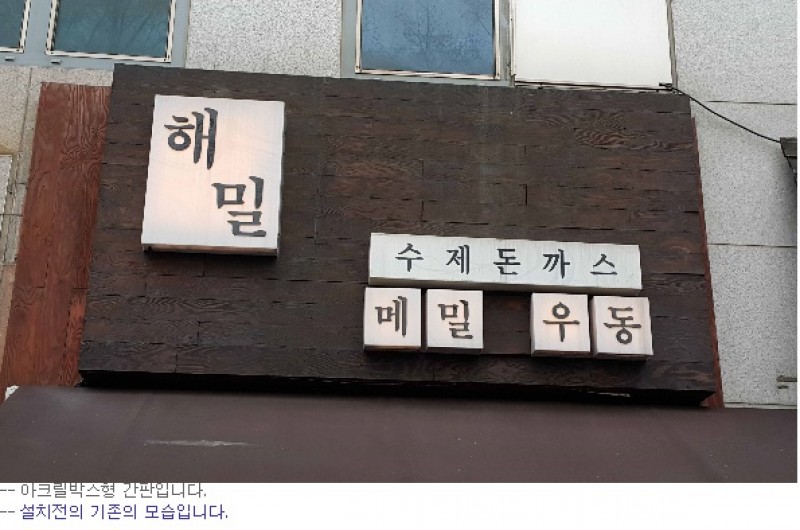 해
밀
수제돈까스
메밀 우동
-- 아크릴박스형 간판입니다.
-- 설치전의 기존의 모습입니다.